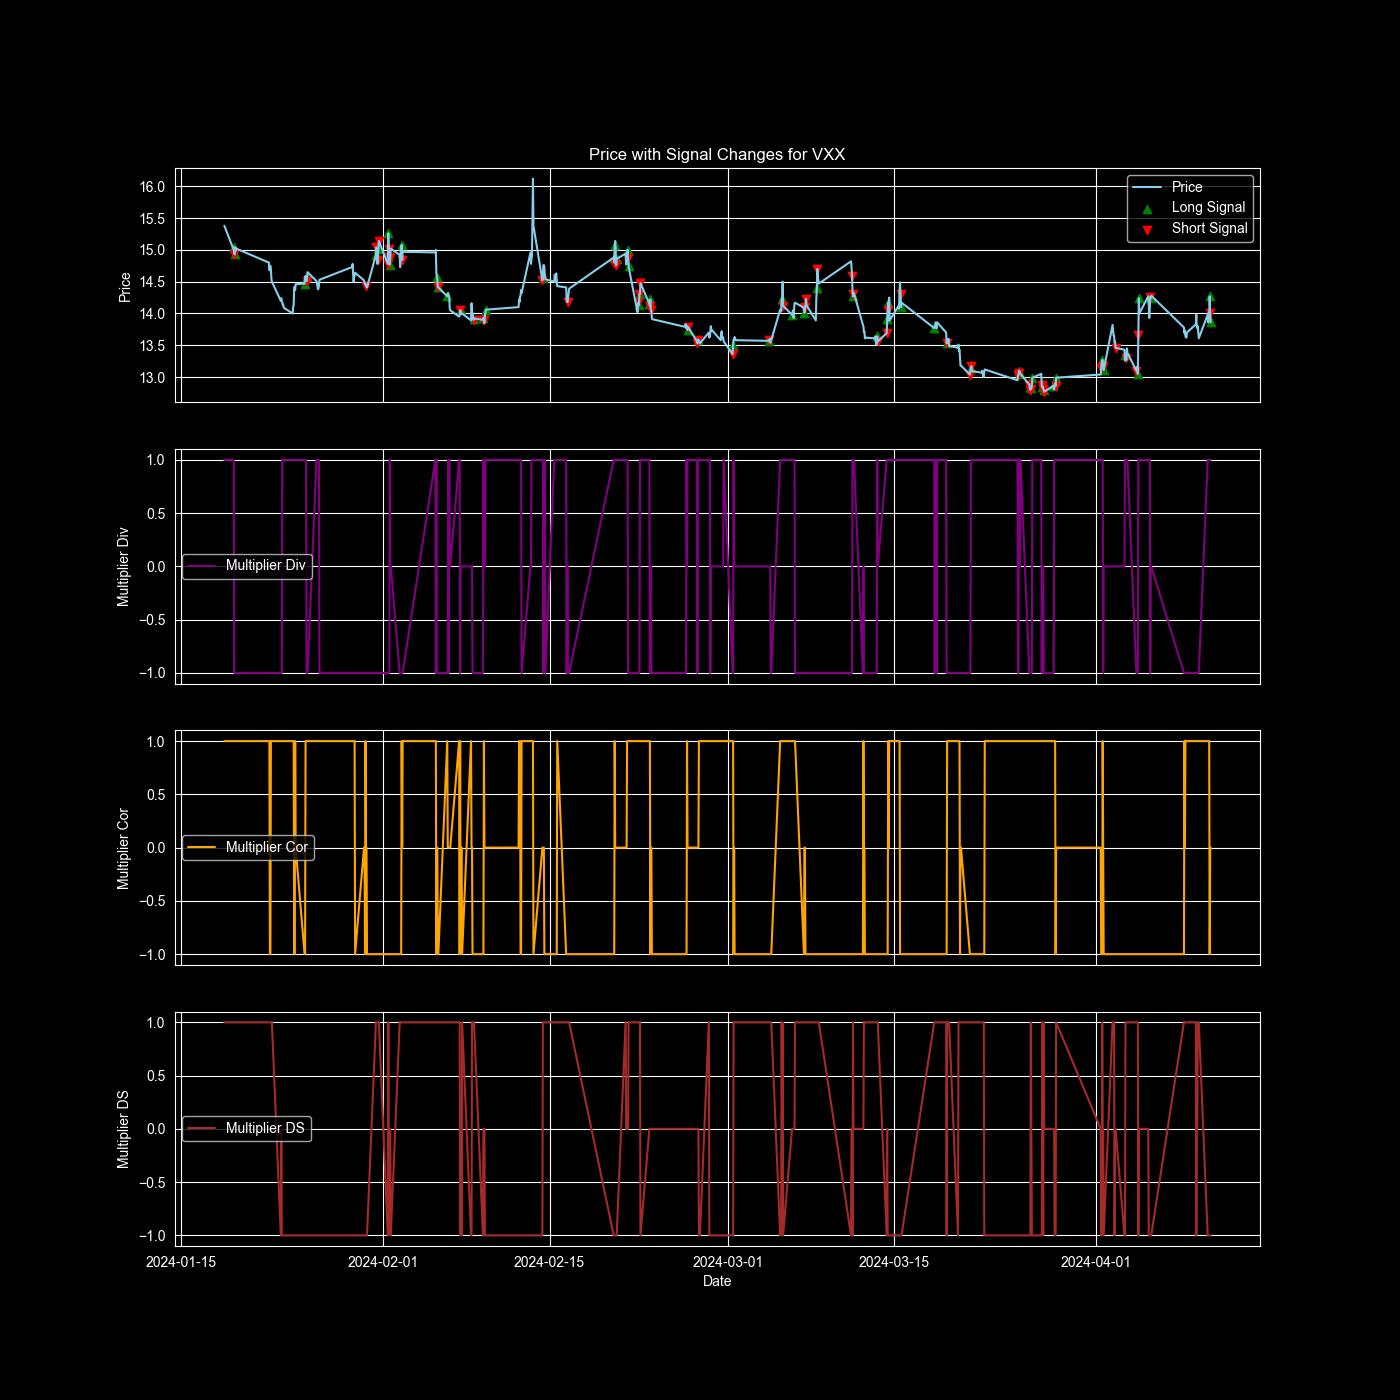 Price with Signal Changes for VXX
Price
16.0
15.5
15.0
14.5
14.0
13.5
13.0
Price
Long Signal
Short Signal
Multiplier Div
1.0
0.5
0.0
−0.5
−1.0
Multiplier Div
Multiplier Cor
1.0
0.5
0.0
−0.5
−1.0
Multiplier Cor
Multiplier DS
1.0
0.5
0.0
−0.5
−1.0
Multiplier DS
2024-01-15
2024-02-01
2024-02-15
2024-03-01
2024-03-15
2024-04-01
Date